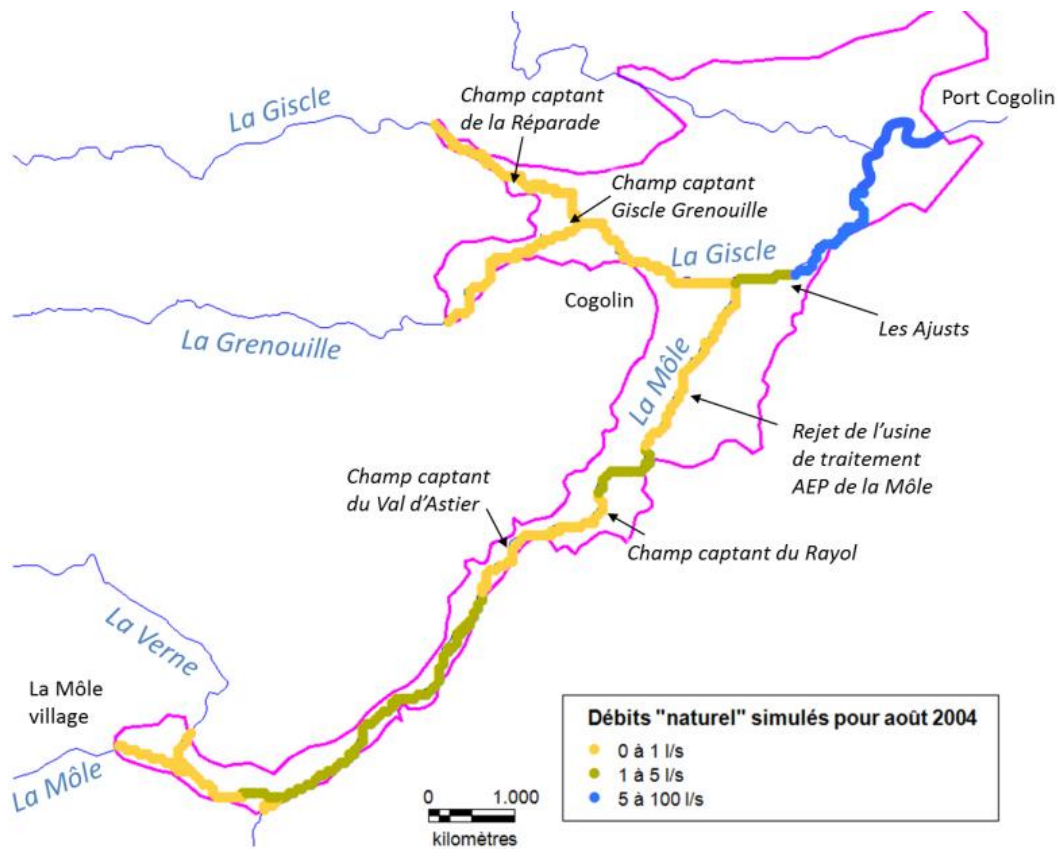 Port Cogolin
La Giscle
Champ captant
de la Réparade
Champ captant
Giscle Grenouille
La Giscle
Cogolin
Les Ajusts
La Grenouille
La Môle
Rejet de l'usine
de traitement
AEP de la Môle
Champ captant
du Val d'Astier
Champ captant du Rayol
La Verne
La Môle
village
La Môle
Débits "naturel" simulés pour août 2004
0 à 1 l/s
1 à 5 l/s
5 à 100 l/s
0 1.000
kilomètres